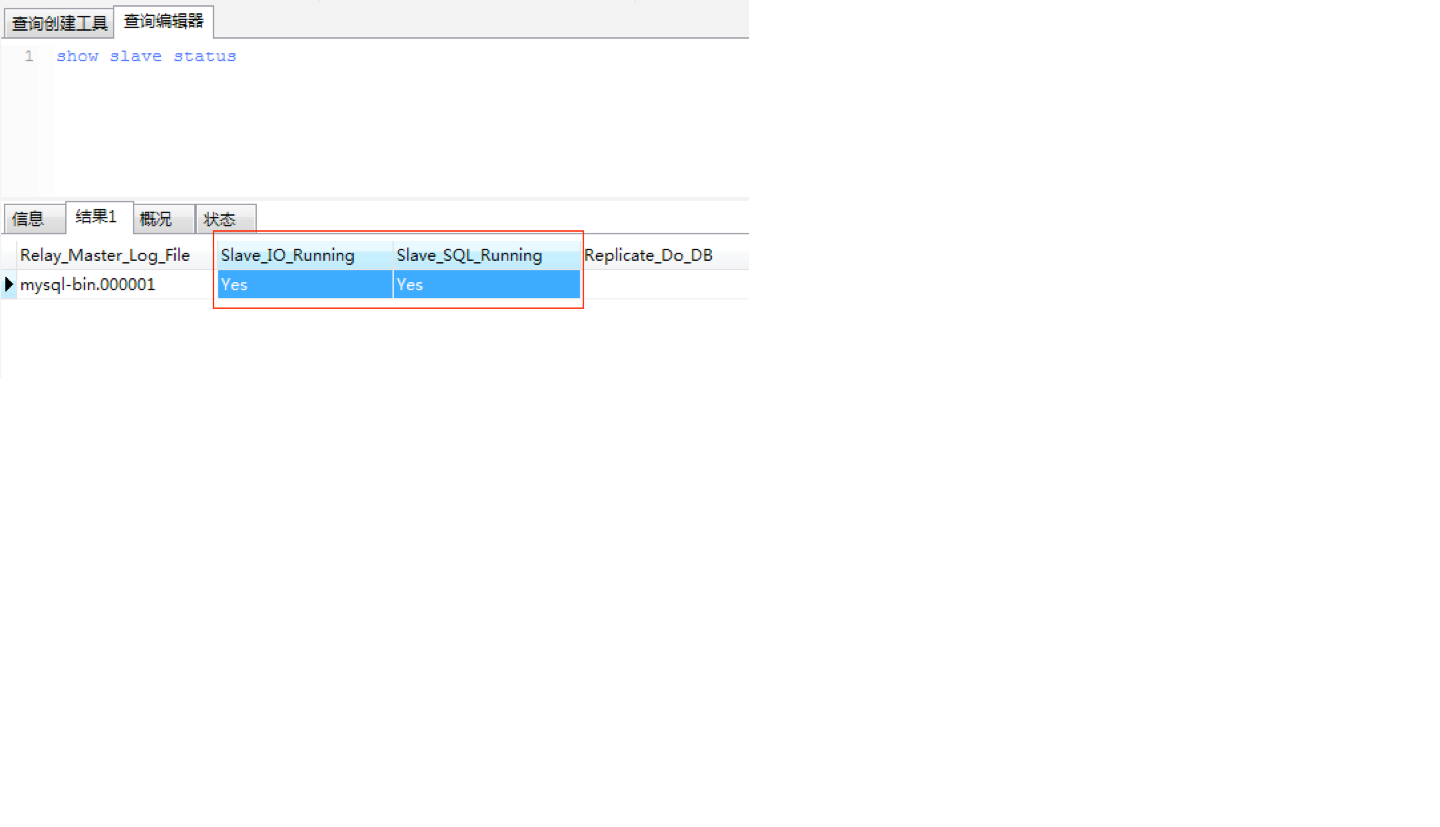 查询创建工具 查询编辑器
1 show slave status
信息 结果1 概况 状态
Relay_Master_Log_File Slave_IO_Running Slave_SQL_Running Replicate_Do_DB
mysql-bin.000001 Yes Yes